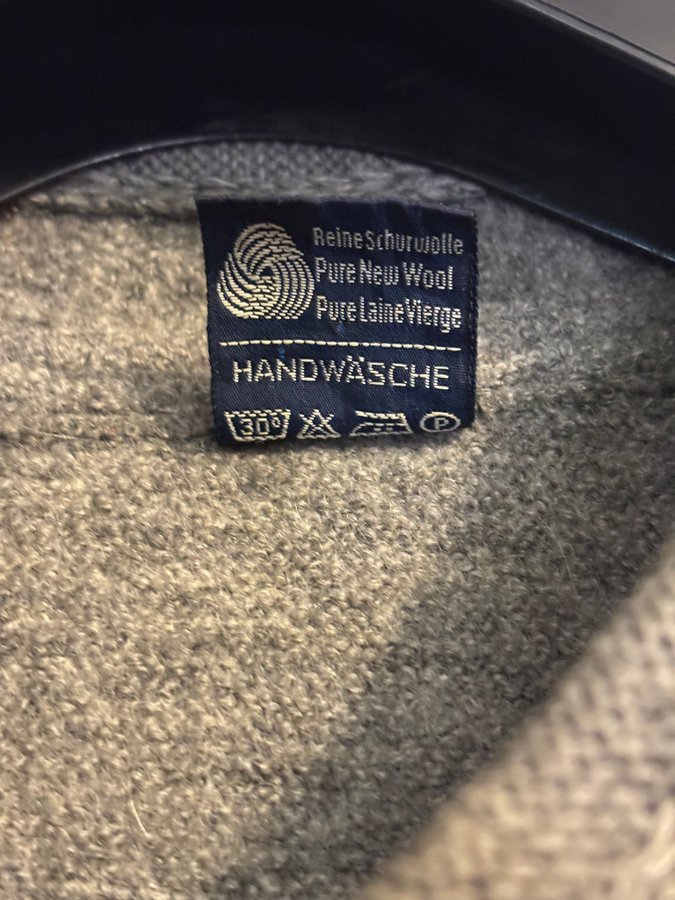 Reine Schurwolle
Pure New Wool
Pure Laine Vierge
HANDWÄSCHE
30° P